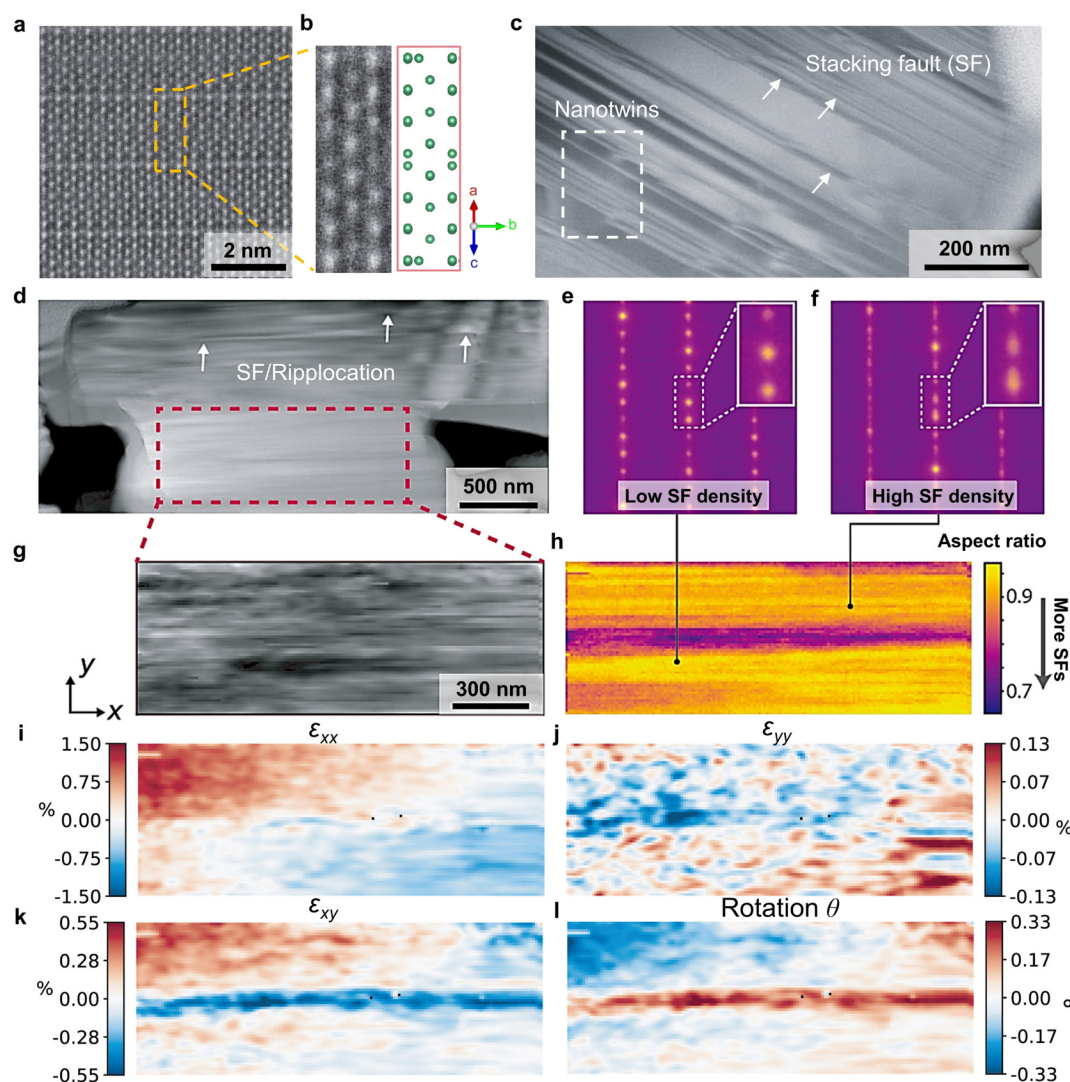 a
b
c
2 nm
a
b
c
Stacking fault (SF)
Nanotwins
200 nm
d
SF/Ripplocation
500 nm
e
Low SF density
f
High SF density
g
y
x
300 nm
h
Aspect ratio
0.9
0.7
More SFs
i
εxx
1.50
0.75
0.00
-0.75
-1.50
%
j
εyy
0.13
0.07
0.00
-0.07
-0.13
%
k
εxy
0.55
0.28
0.00
-0.28
-0.55
%
l
Rotation θ
0.33
0.17
0.00
-0.17
-0.33
°